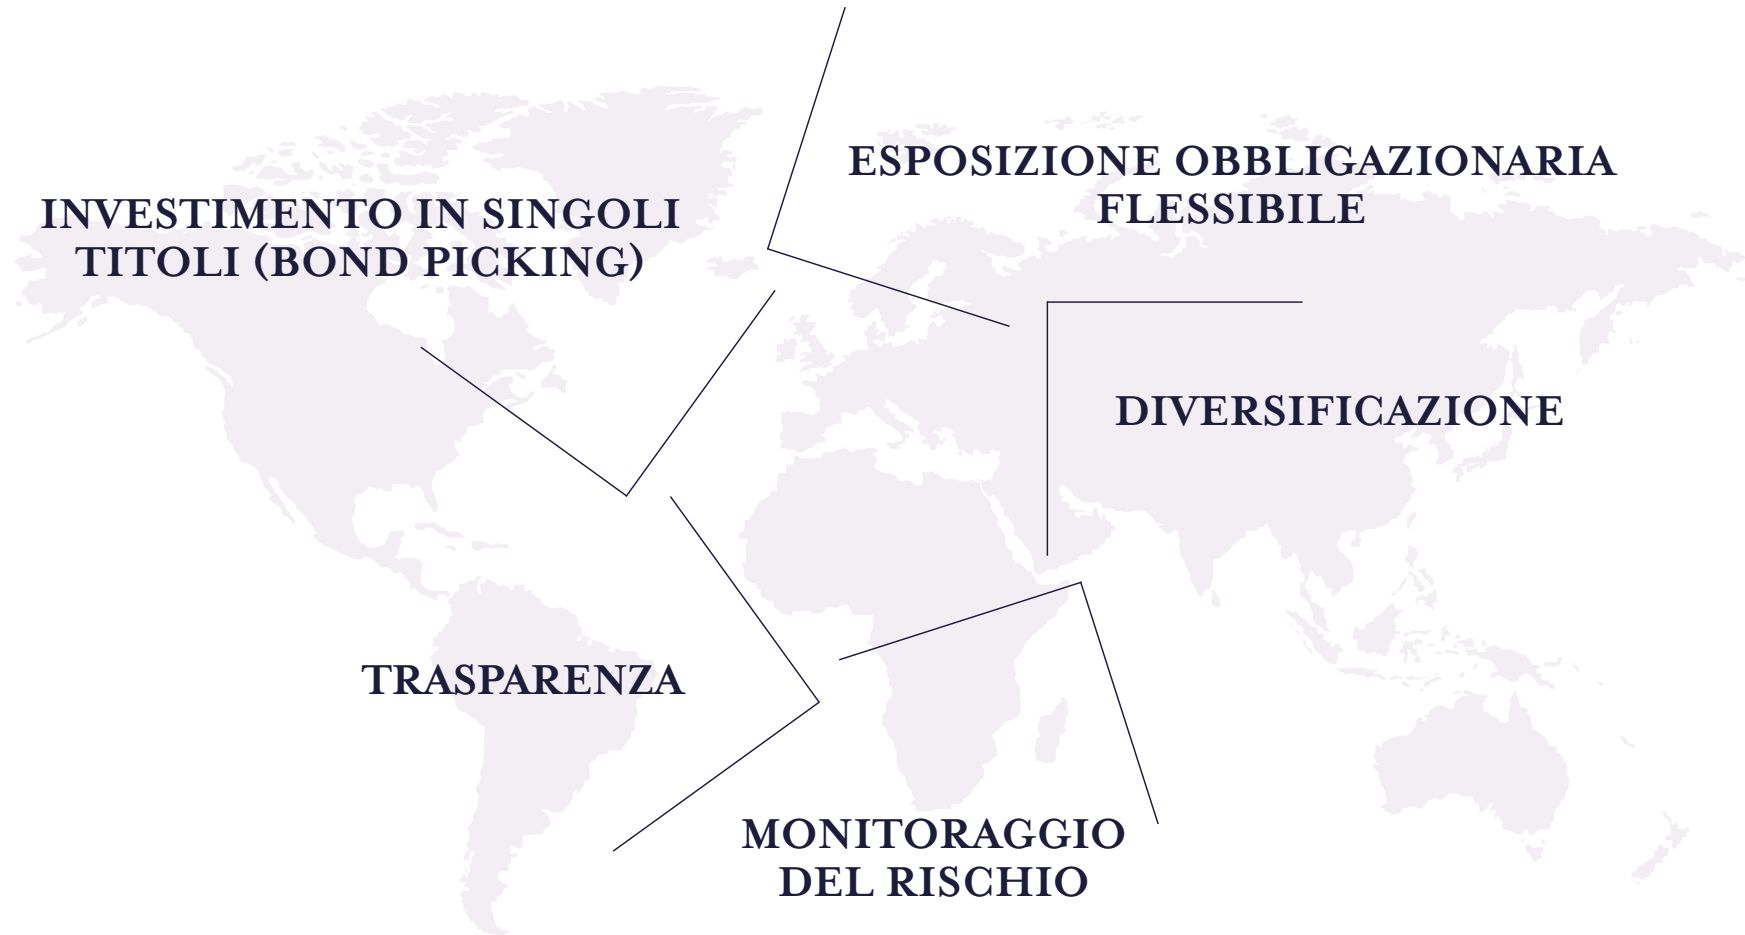 INVESTIMENTO IN SINGOLI
TITOLI (BOND PICKING)
ESPOSIZIONE OBBLIGAZIONARIA
FLESSIBILE
DIVERSIFICAZIONE
TRASPARENZA
MONITORAGGIO
DEL RISCHIO